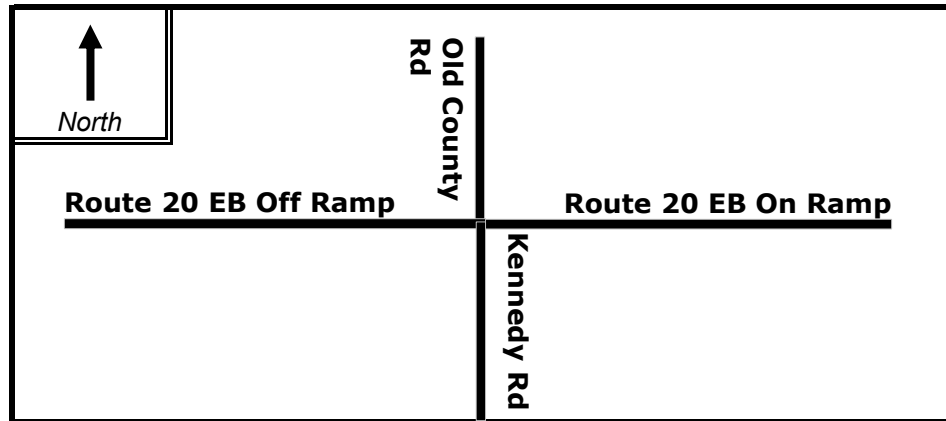 North
Old County
Rd
Route 20 EB Off Ramp
Route 20 EB On Ramp
Kennedy Rd